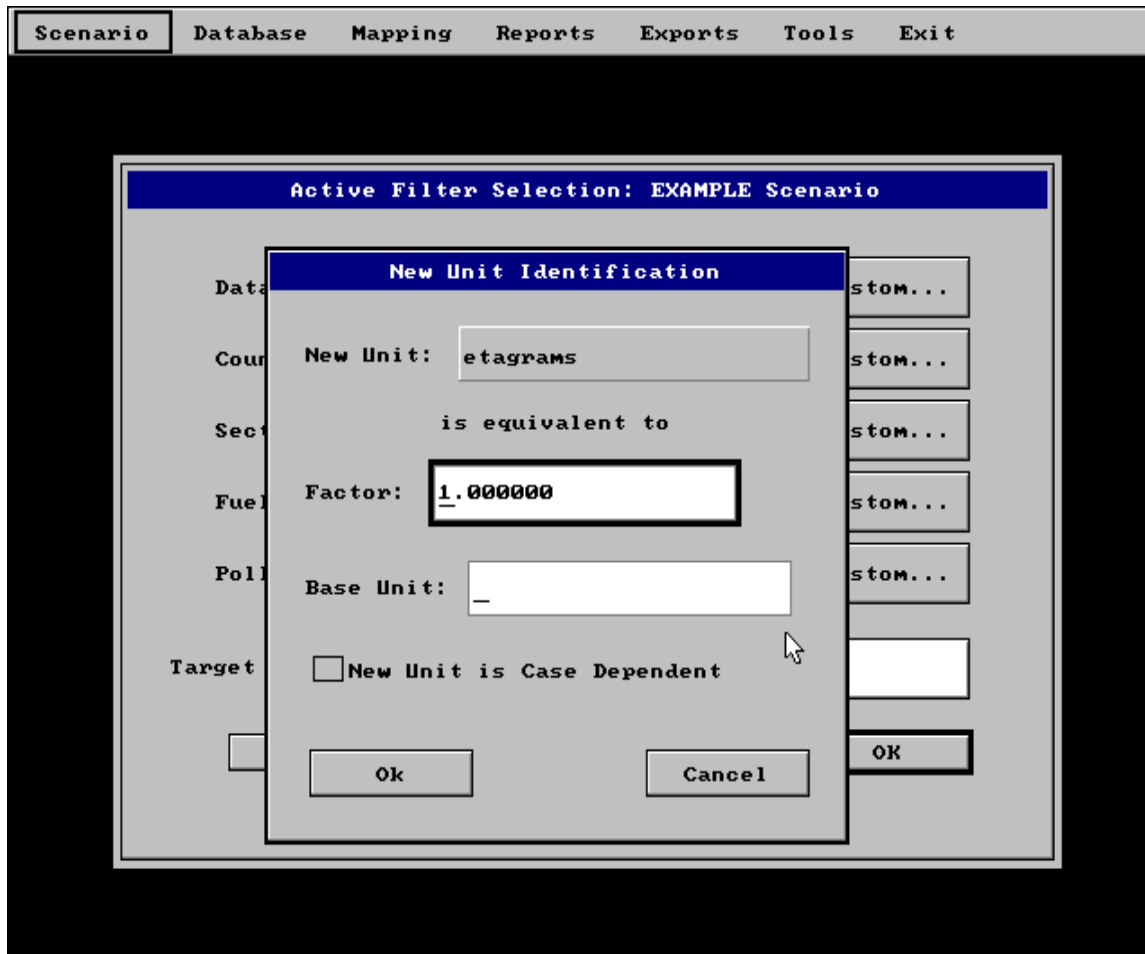 Scenario Database Mapping Reports Exports Tools Exit
Active Filter Selection: EXAMPLE Scenario
New Unit Identification
Data stom...
New Unit: etagrams
Coun stom...
is equivalent to
Sect stom...
Factor: 1.000000
Fuel stom...
Poll stom...
Base Unit: _
Target
New Unit is Case Dependent
OK
Ok Cancel